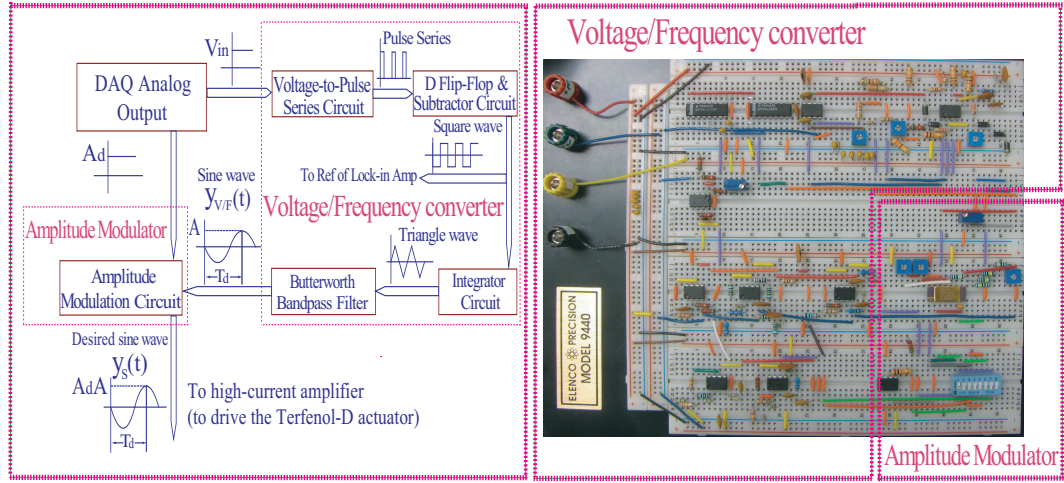 Vin
Pulse Series
DAQ Analog
Output
Voltage-to-Pulse
Series Circuit
D Flip-Flop &
Subtractor Circuit
Ad
Square wave
To Ref of Lock-in Amp
Sine wave
yV/F(t)
Voltage/Frequency converter
Amplitude Modulator
A
Td
Triangle wave
Amplitude
Modulation Circuit
Butterworth
Bandpass Filter
Integrator
Circuit
Desired sine wave
yS(t)
AdA
Td
To high-current amplifier
(to drive the Terfenol-D actuator)
Voltage/Frequency converter
ELENCO PRECISION
MODEL 9440
Amplitude Modulator